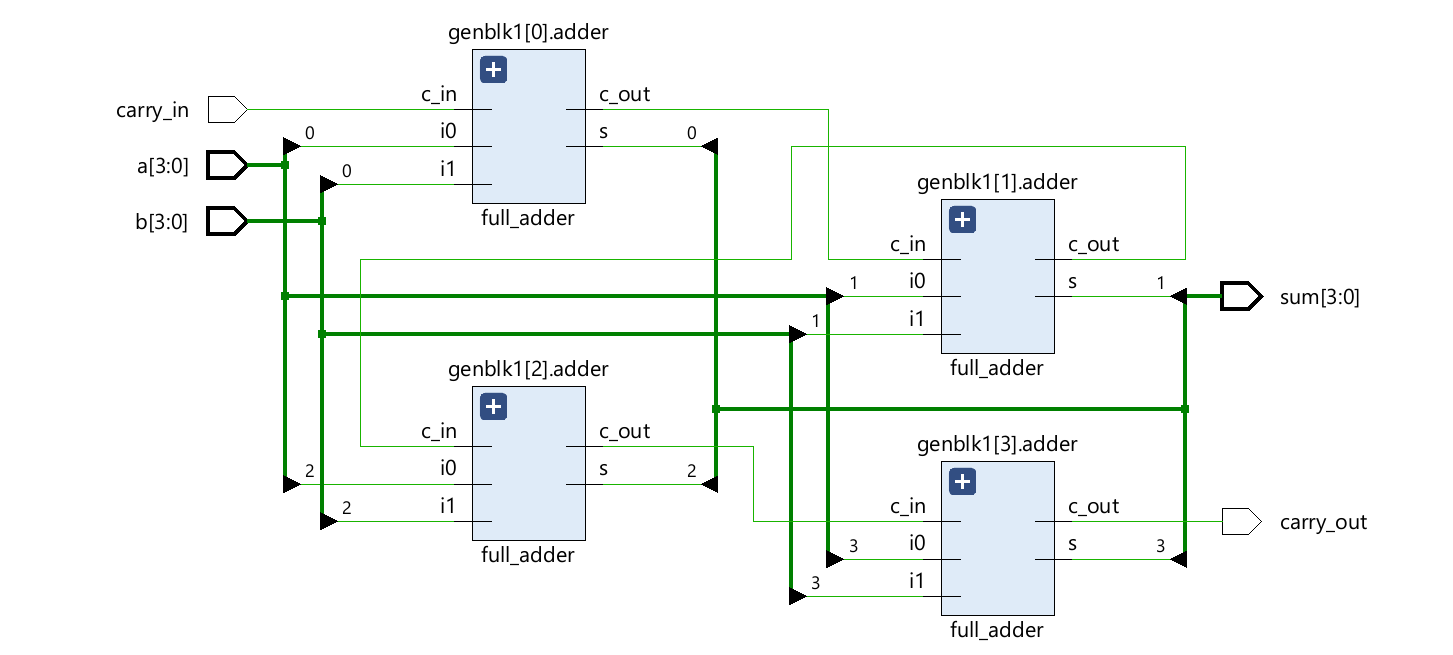 genblk1[0].adder
carry_in
c_in
c_out
a[3:0]
0
i0
s
0
b[3:0]
0
i1
full_adder
genblk1[1].adder
c_in
c_out
1
i0
s
1
sum[3:0]
1
i1
full_adder
genblk1[2].adder
c_in
c_out
2
i0
s
2
2
i1
full_adder
genblk1[3].adder
c_in
c_out
carry_out
3
i0
s
3
3
i1
full_adder